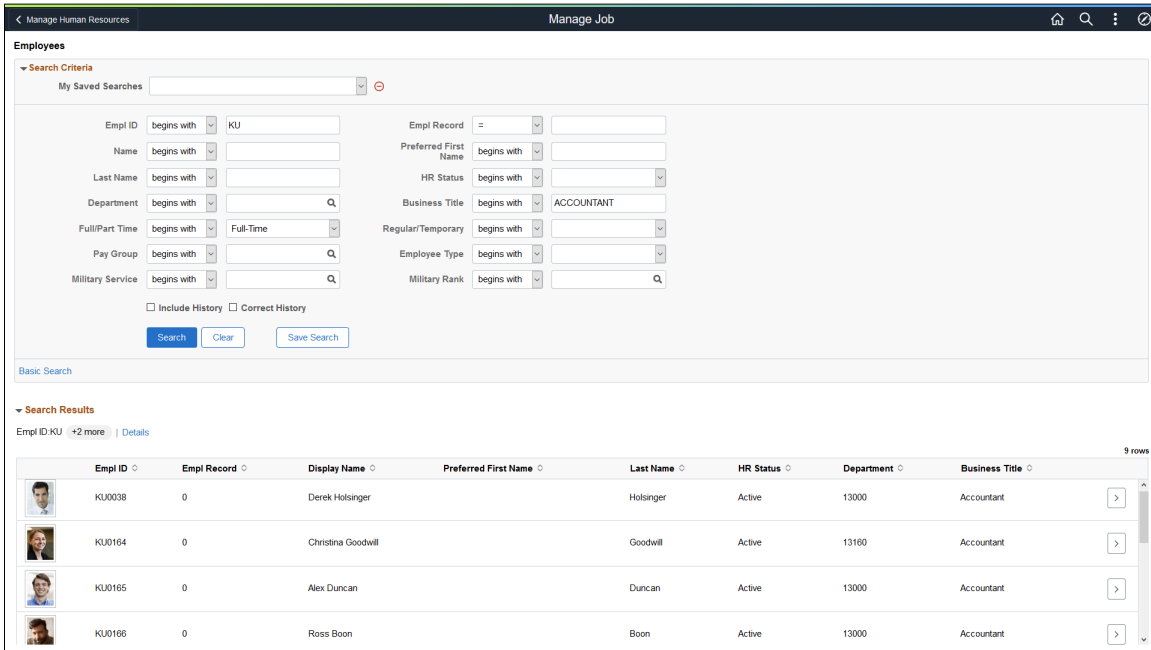 Manage Human Resources Manage Job
Employees
Search Criteria
My Saved Searches
Empl ID begins with KU Empl Record =
Name begins with Preferred First Name begins with
Last Name begins with HR Status begins with
Department begins with Business Title begins with ACCOUNTANT
Full/Part Time begins with Full-Time Regular/Temporary begins with
Pay Group begins with Employee Type begins with
Military Service begins with Military Rank begins with
Include History Correct History
Search Clear Save Search
Basic Search
Search Results
Empl ID:KU +2 more | Details
9 rows
Empl ID Empl Record Display Name Preferred First Name Last Name HR Status Department Business Title
KU0038 0 Derek Holsinger Holsinger Active 13000 Accountant
KU0164 0 Christina Goodwill Goodwill Active 13160 Accountant
KU0165 0 Alex Duncan Duncan Active 13000 Accountant
KU0166 0 Ross Boon Boon Active 13000 Accountant